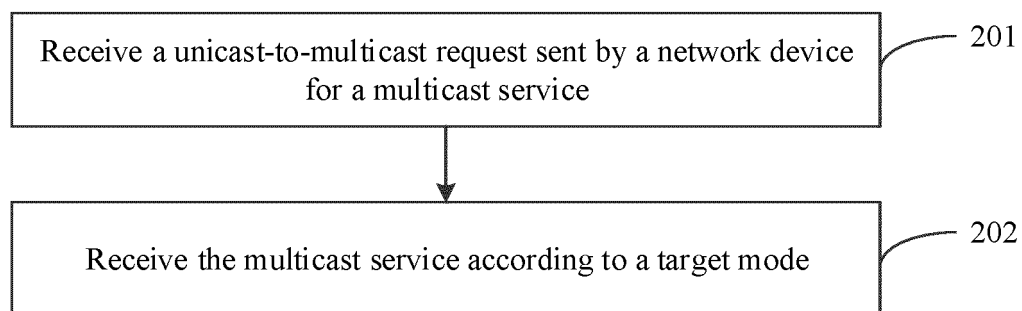 Receive a unicast-to-multicast request sent by a network device
for a multicast service
201
Receive the multicast service according to a target mode
202